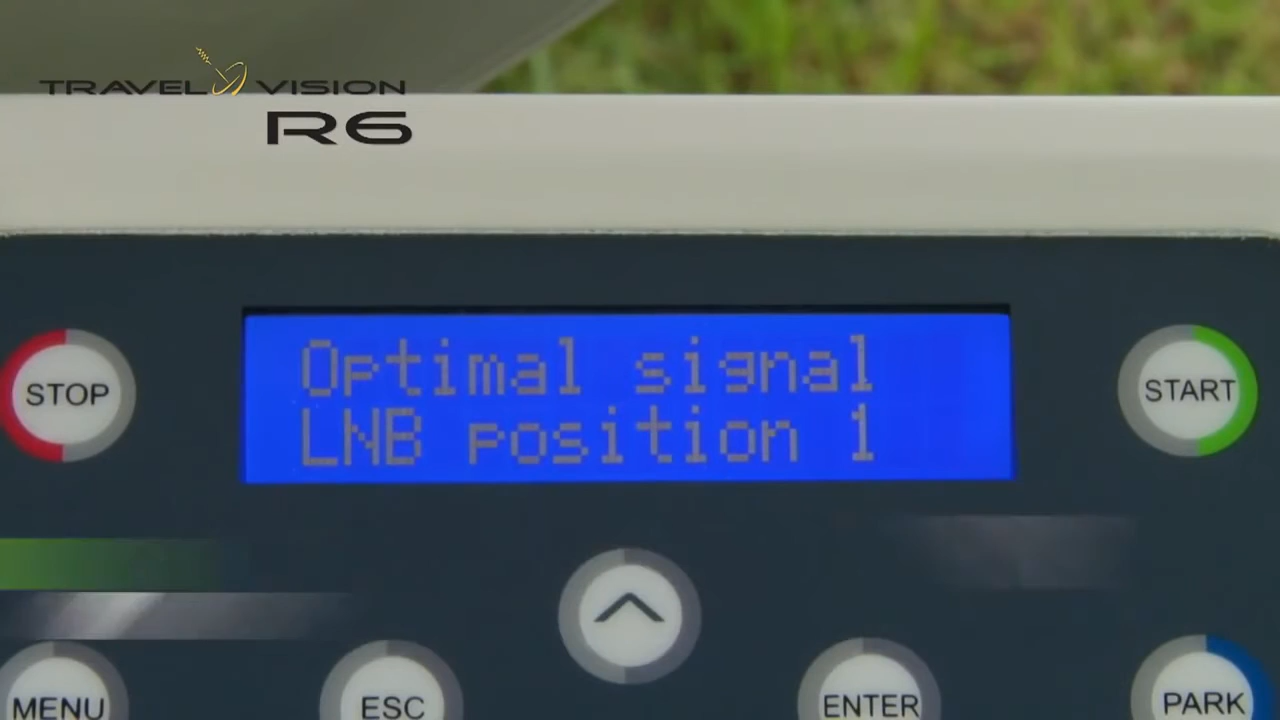 TRAVEL VISION
R6
Optimal signal
LNB position 1
STOP
START
MENU
ESC
ENTER
PARK